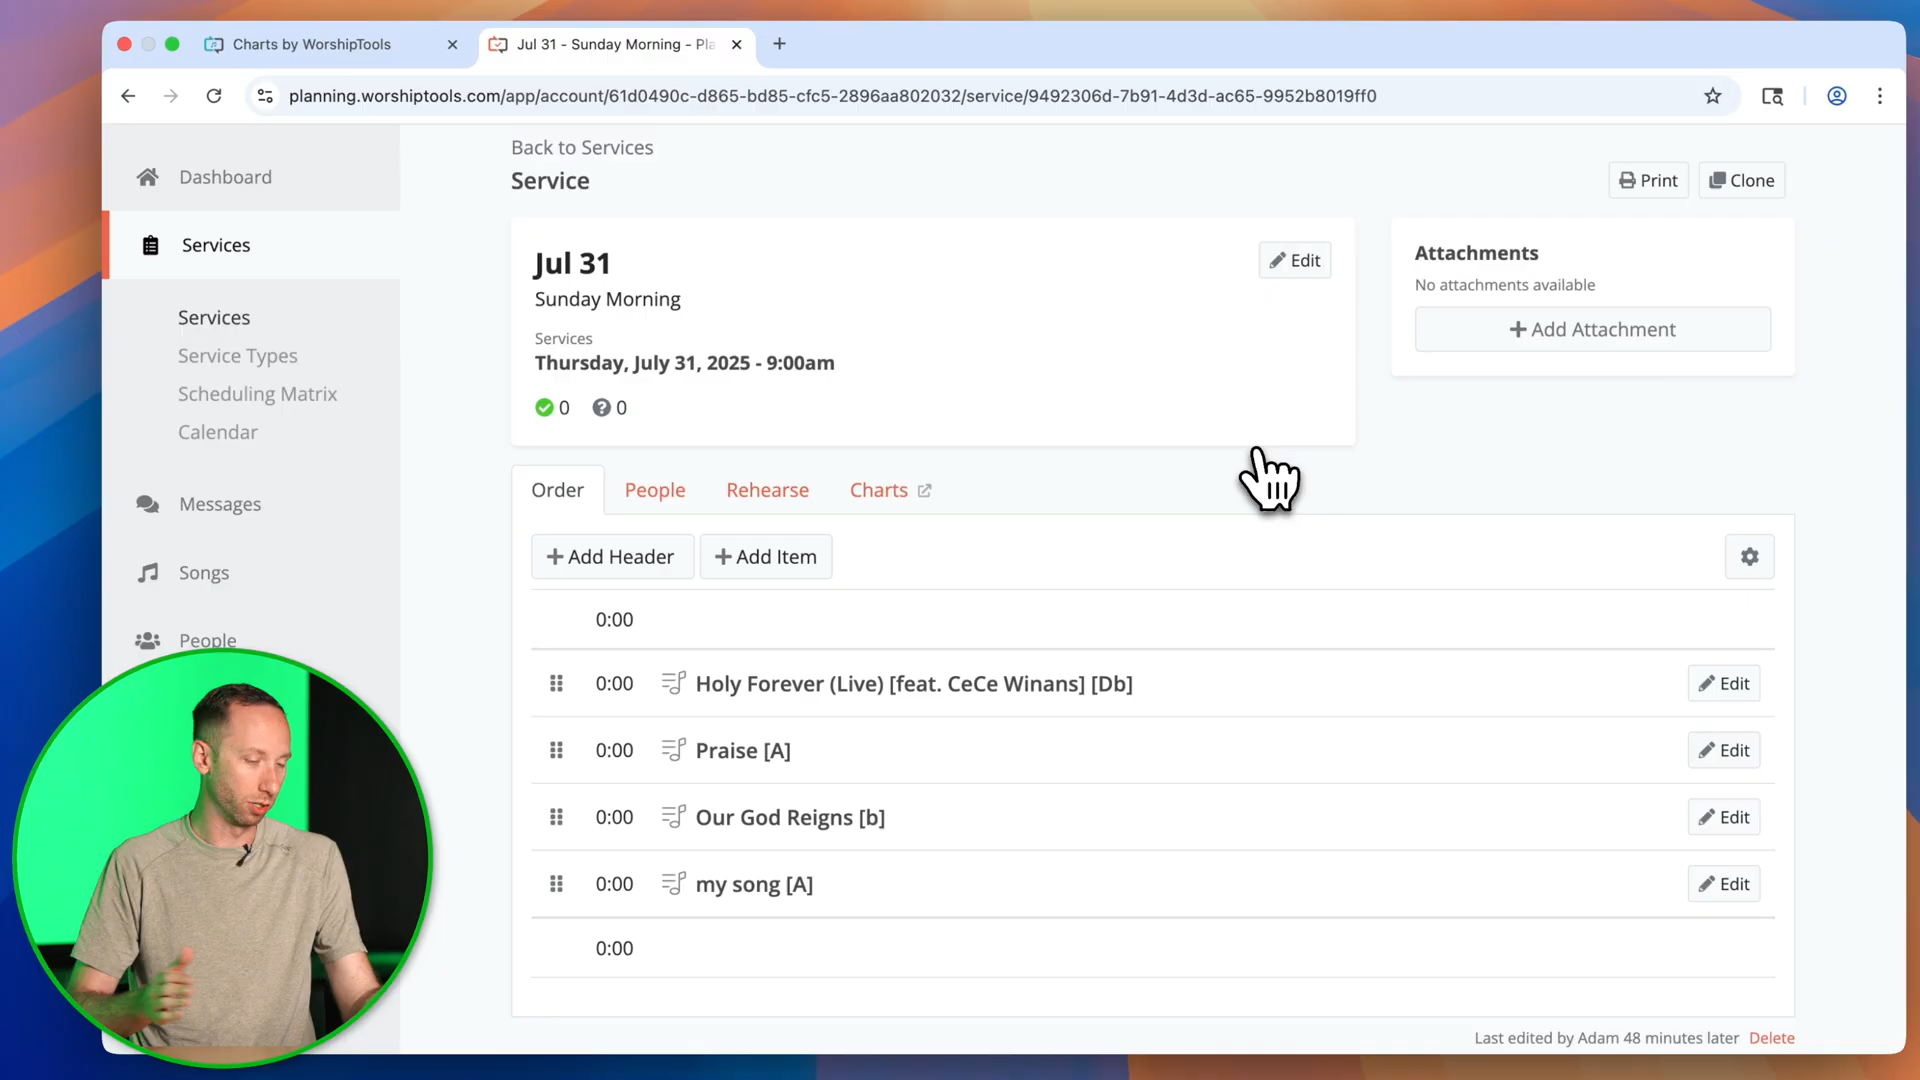 Charts by WorshipTools
Jul 31 - Sunday Morning - Pla
planning.worshiptools.com/app/account/61d0490c-d865-bd85-cfc5-2896aa802032/service/9492306d-7b91-4d3d-ac65-9952b8019ff0
Dashboard
Services
Services
Service Types
Scheduling Matrix
Calendar
Messages
Songs
People
Back to Services
Service
Print
Clone
Jul 31
Edit
Sunday Morning
Services
Thursday, July 31, 2025 - 9:00am
0 0
Attachments
No attachments available
Add Attachment
Order People Rehearse Charts
Add Header Add Item
0:00
0:00 Holy Forever (Live) [feat. CeCe Winans] [Db] Edit
0:00 Praise [A] Edit
0:00 Our God Reigns [b] Edit
0:00 my song [A] Edit
0:00
Last edited by Adam 48 minutes later Delete